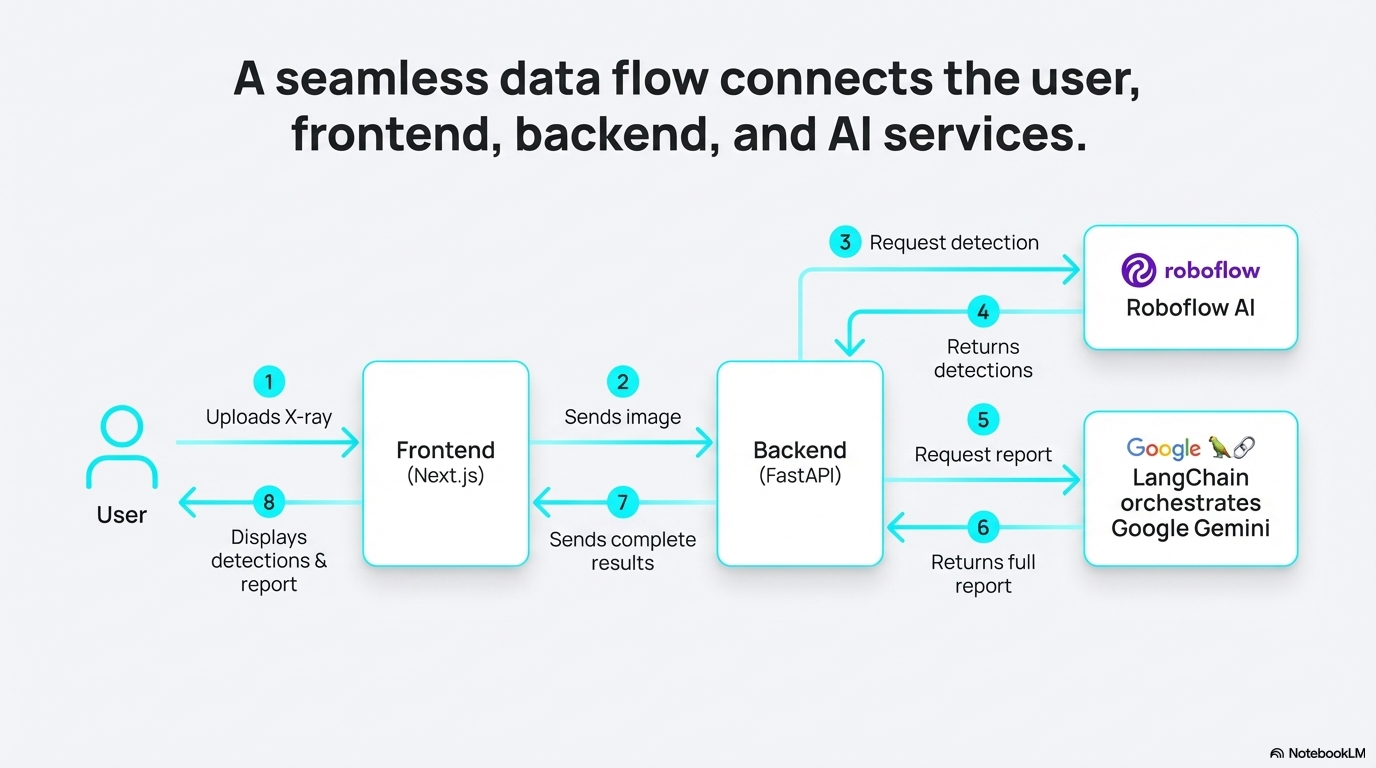 A seamless data flow connects the user,
frontend, backend, and AI services.
3 Request detection
roboflow
Roboflow AI
4
Returns
detections
1
Uploads X-ray
2
Sends image
5
Request report
User
Frontend
(Next.js)
Backend
(FastAPI)
Google
LangChain
orchestrates
Google Gemini
8
Displays
detections &
report
7
Sends complete
results
6
Returns full
report
NotebookLM